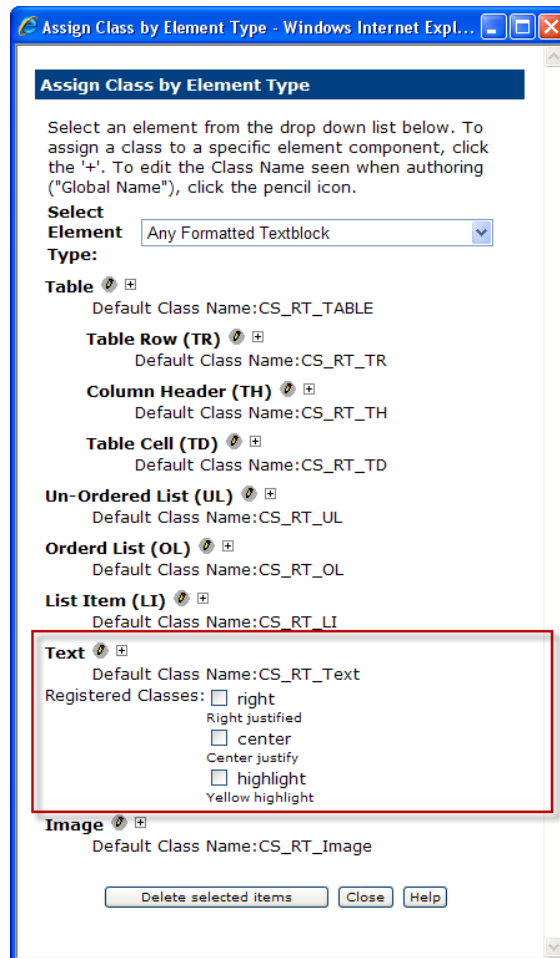 Assign Class by Element Type - Windows Internet Expl...
Assign Class by Element Type
Select an element from the drop down list below. To
assign a class to a specific element component, click
the '+'. To edit the Class Name seen when authoring
("Global Name"), click the pencil icon.
Select
Element
Type:
Any Formatted Textblock
Table
Default Class Name:CS_RT_TABLE
Table Row (TR)
Default Class Name:CS_RT_TR
Column Header (TH)
Default Class Name:CS_RT_TH
Table Cell (TD)
Default Class Name:CS_RT_TD
Un-Ordered List (UL)
Default Class Name:CS_RT_UL
Orderd List (OL)
Default Class Name:CS_RT_OL
List Item (LI)
Default Class Name:CS_RT_LI
Text
Default Class Name:CS_RT_Text
Registered Classes: right
Right justified
center
Center justify
highlight
Yellow highlight
Image
Default Class Name:CS_RT_Image
Delete selected items Close Help